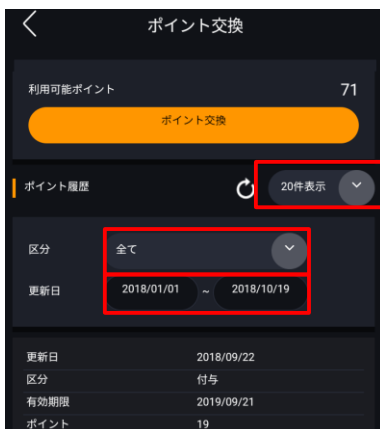 ポイント交換
利用可能ポイント 71
ポイント交換
ポイント履歴 20件表示
区分 全て
更新日 2018/01/01 ~ 2018/10/19
更新日 2018/09/22
区分 付与
有効期限 2019/09/21
ポイント 19